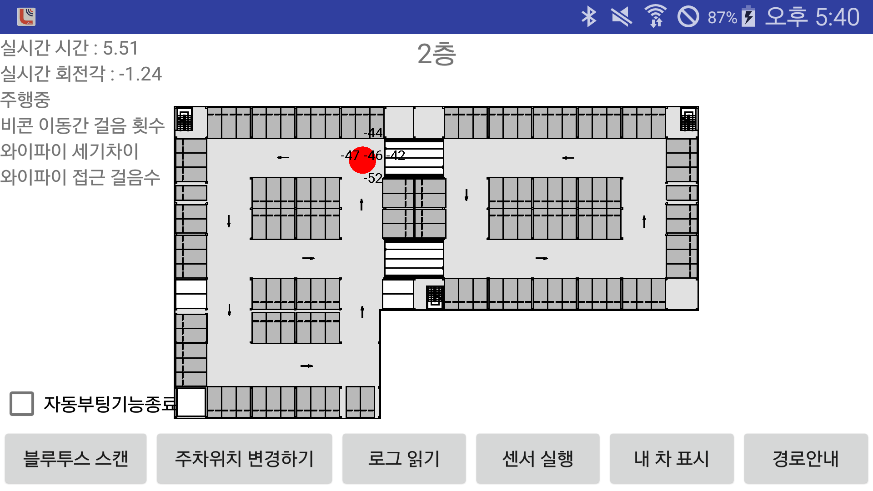 87% 오후 5:40
실시간 시간 : 5.51
2층
실시간 회전각 : -1.24
주행중
비콘 이동간 걸음 횟수
와이파이 세기차이
와이파이 접근 걸음수
-44
-47 -46 -42
-52
자동부팅기능종료
블루투스 스캔 주차위치 변경하기 로그 읽기 센서 실행 내 차 표시 경로안내